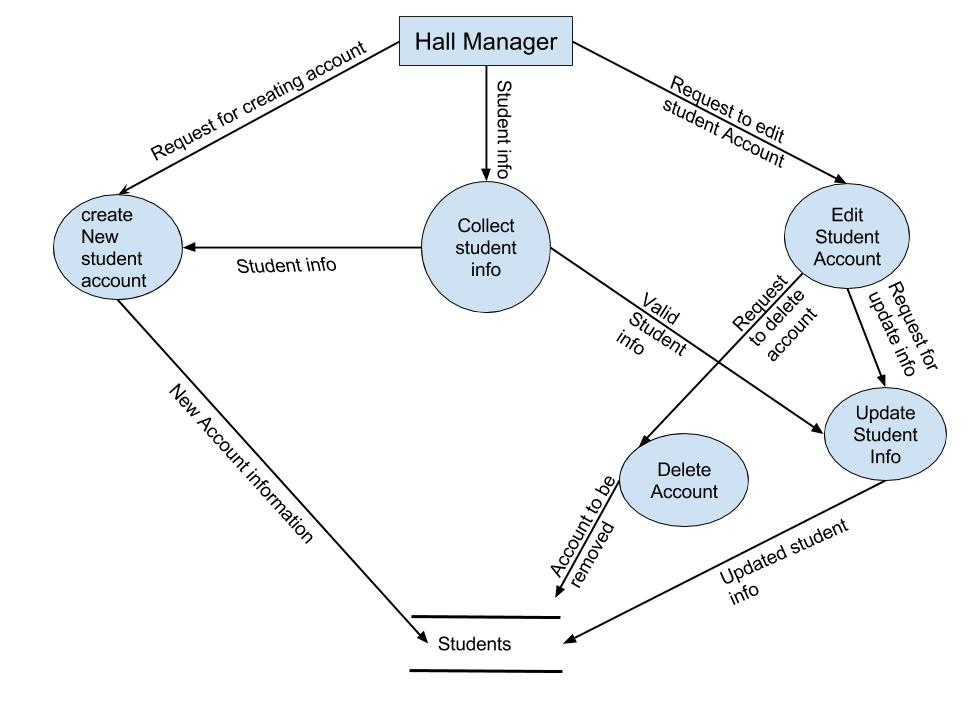 Hall Manager
Request for creating account
Student info
Request to edit
student Account
create
New
student
account
Collect
student
info
Edit
Student
Account
Student info
Valid
Student
info
Request
to delete
account
Request for
update info
New Account information
Update
Student
Info
Delete
Account
Account to be
removed
Updated student
info
Students